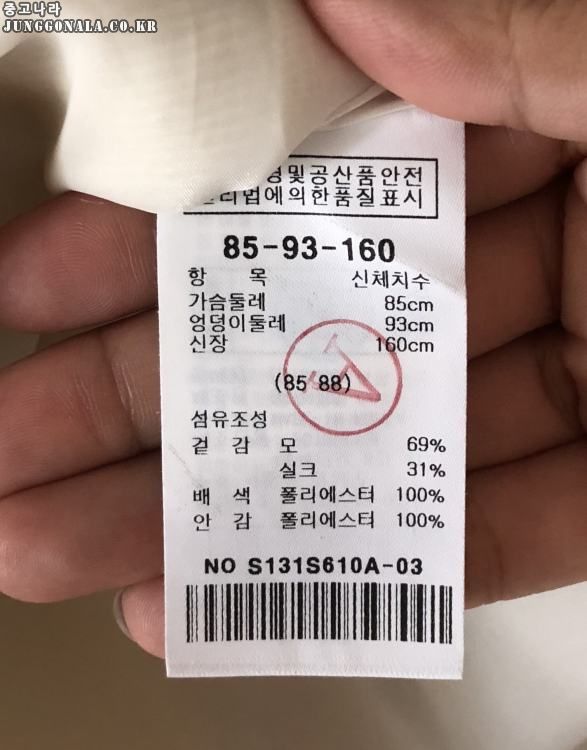 중고나라
JUNGGONALA.CO.KR
및공산품안전
리법에의한품질표시
85-93-160
항 목 신체치수
가슴둘레 85cm
엉덩이둘레 93cm
신장 160cm
(85 88)
A
섬유조성
겉 감 모 69%
실크 31%
배 색 폴리에스터 100%
안 감 폴리에스터 100%
NO S131S610A-03